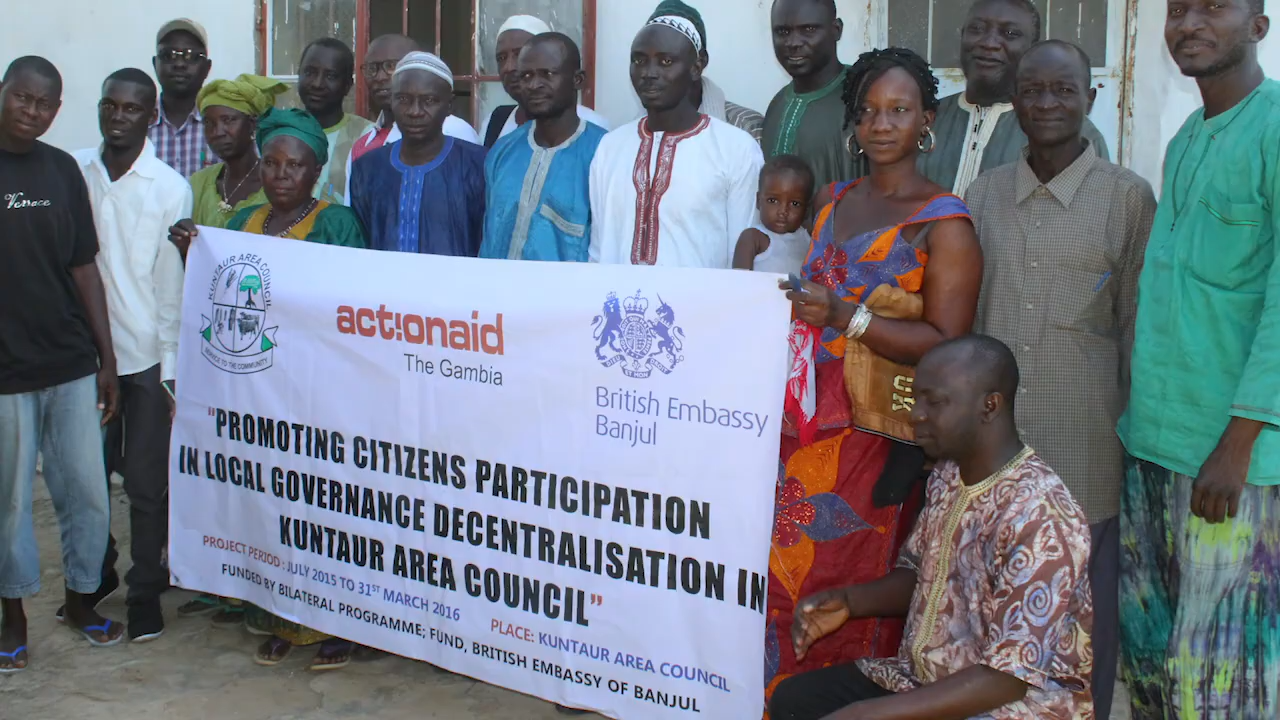 Versace
KUNTAUR AREA COUNCIL
SERVICE TO THE COMMUNITY
act!onaid
The Gambia
British Embassy
Banjul
"PROMOTING CITIZENS PARTICIPATION
IN LOCAL GOVERNANCE DECENTRALISATION IN
KUNTAUR AREA COUNCIL"
PROJECT PERIOD : JULY 2015 TO 31ST MARCH 2016
PLACE: KUNTAUR AREA COUNCIL
FUNDED BY BILATERAL PROGRAMME; FUND, BRITISH EMBASSY OF BANJUL